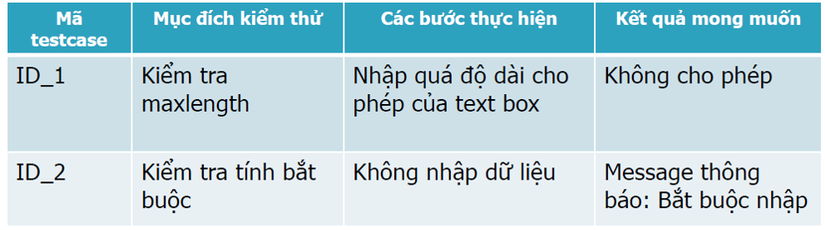 Mã testcase
Mục đích kiểm thử
Các bước thực hiện
Kết quả mong muốn
ID_1
Kiểm tra
maxlength
Nhập quá độ dài cho
phép của text box
Không cho phép
ID_2
Kiểm tra tính bắt
buộc
Không nhập dữ liệu
Message thông
báo: Bắt buộc nhập